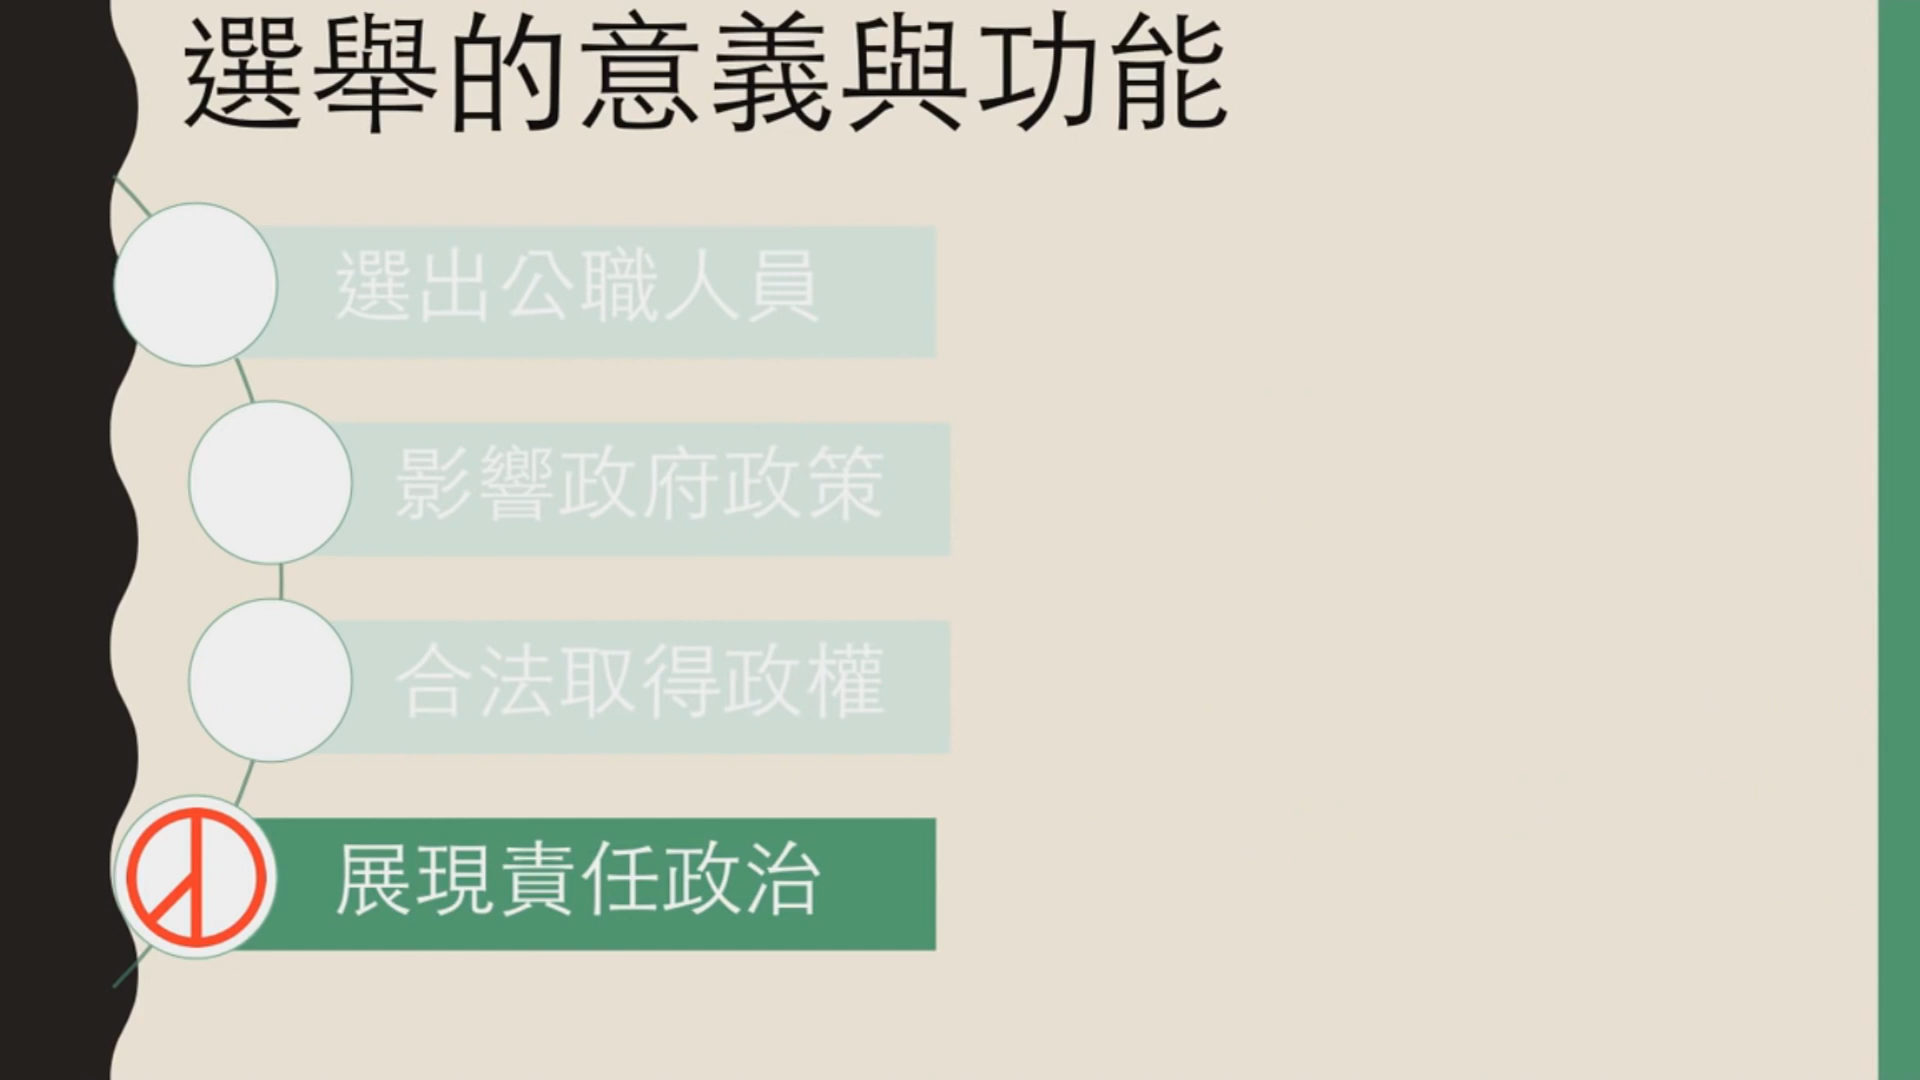 選舉的意義與功能
選出公職人員
影響政府政策
合法取得政權
展現責任政治